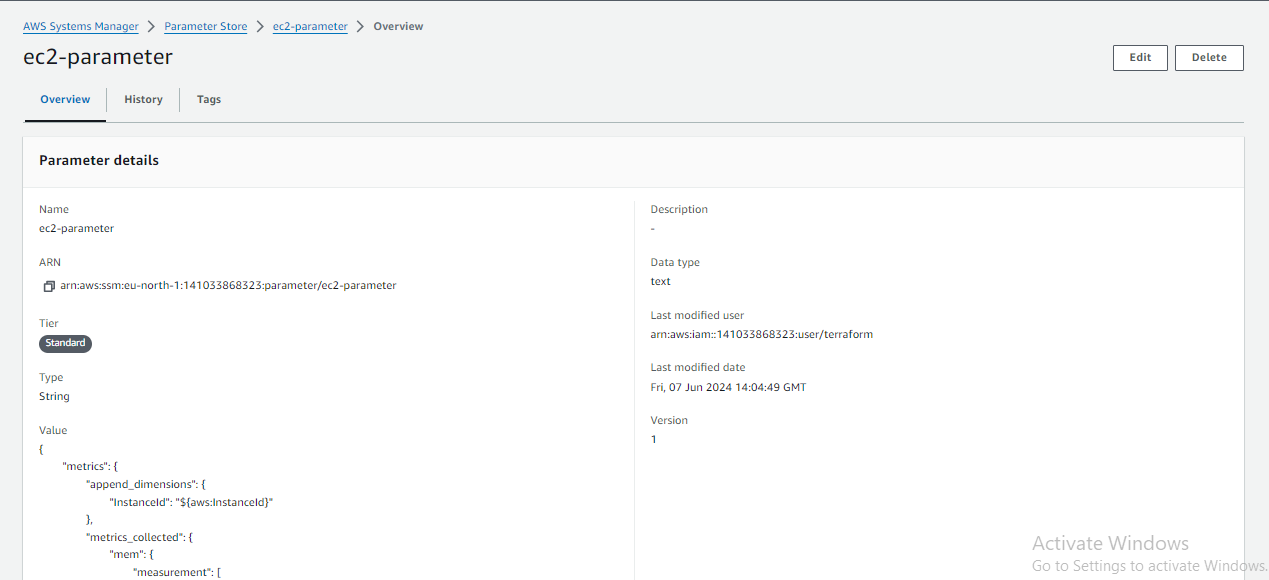 AWS Systems Manager > Parameter Store > ec2-parameter > Overview
ec2-parameter
Edit
Delete
Overview
History
Tags
Parameter details
Name
ec2-parameter
ARN
arn:aws:ssm:eu-north-1:141033868323:parameter/ec2-parameter
Tier
Standard
Type
String
Value
{
"metrics": {
"append_dimensions": {
"InstanceId": "${aws:InstanceId}"
},
"metrics_collected": {
"mem": {
"measurement": [
Description
-
Data type
text
Last modified user
arn:aws:iam::141033868323:user/terraform
Last modified date
Fri, 07 Jun 2024 14:04:49 GMT
Version
1
Activate Windows
Go to Settings to activate Windows.